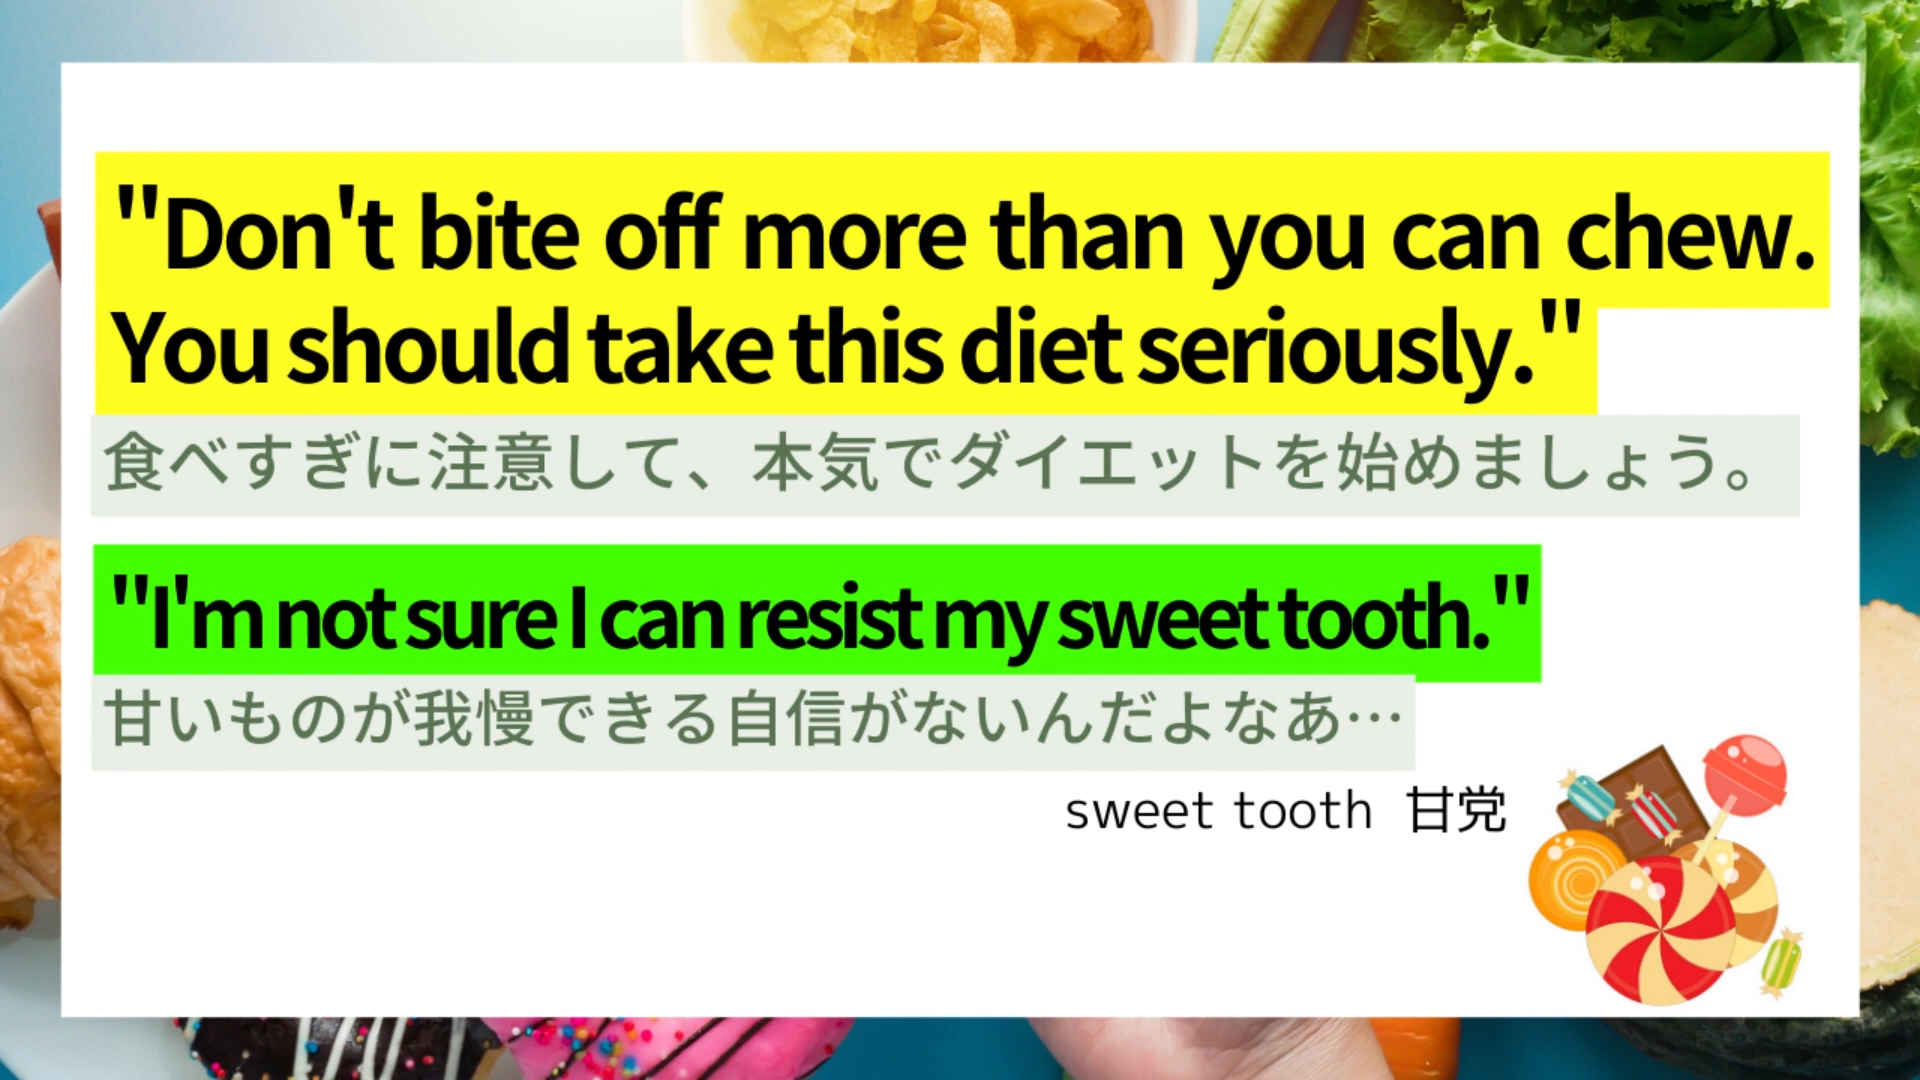 "Don't bite off more than you can chew.
You should take this diet seriously."
食べすぎに注意して、本気でダイエットを始めましょう。
"I'm not sure I can resist my sweet tooth."
甘いものが我慢できる自信がないんだよなあ…
sweet tooth 甘党